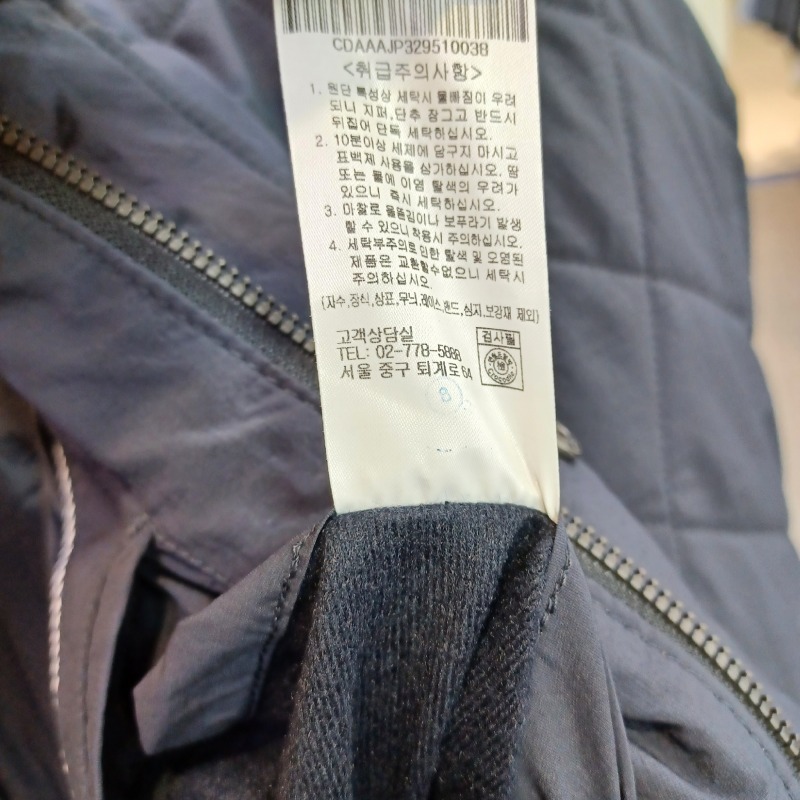 CDAAAJP329510038
<취급주의사항>
1. 원단 특성상 세탁시 물빠짐이 우려
되니 지퍼,단추 잠그고 반드시
뒤집어 단독 세탁하십시오.
2. 10분이상 세제에 담구지 마시고
표백제 사용을 삼가하십시오. 땀
또는 물에 이염 탈색의 우려가
있으니 즉시 세탁하십시오.
3. 마찰로 올뜯김이나 보푸라기 발생
할 수 있으니 착용시 주의하십시오.
4. 세탁부주의로 인한 탈색 및 오염된
제품은 교환할수없으니 세탁시
주의하십시오.
(자수,장식,상표,무늬,레이스,밴드,심지,보강재 제외)
고객상담실
TEL: 02-778-5888
서울 중구 퇴계로 64
검사필